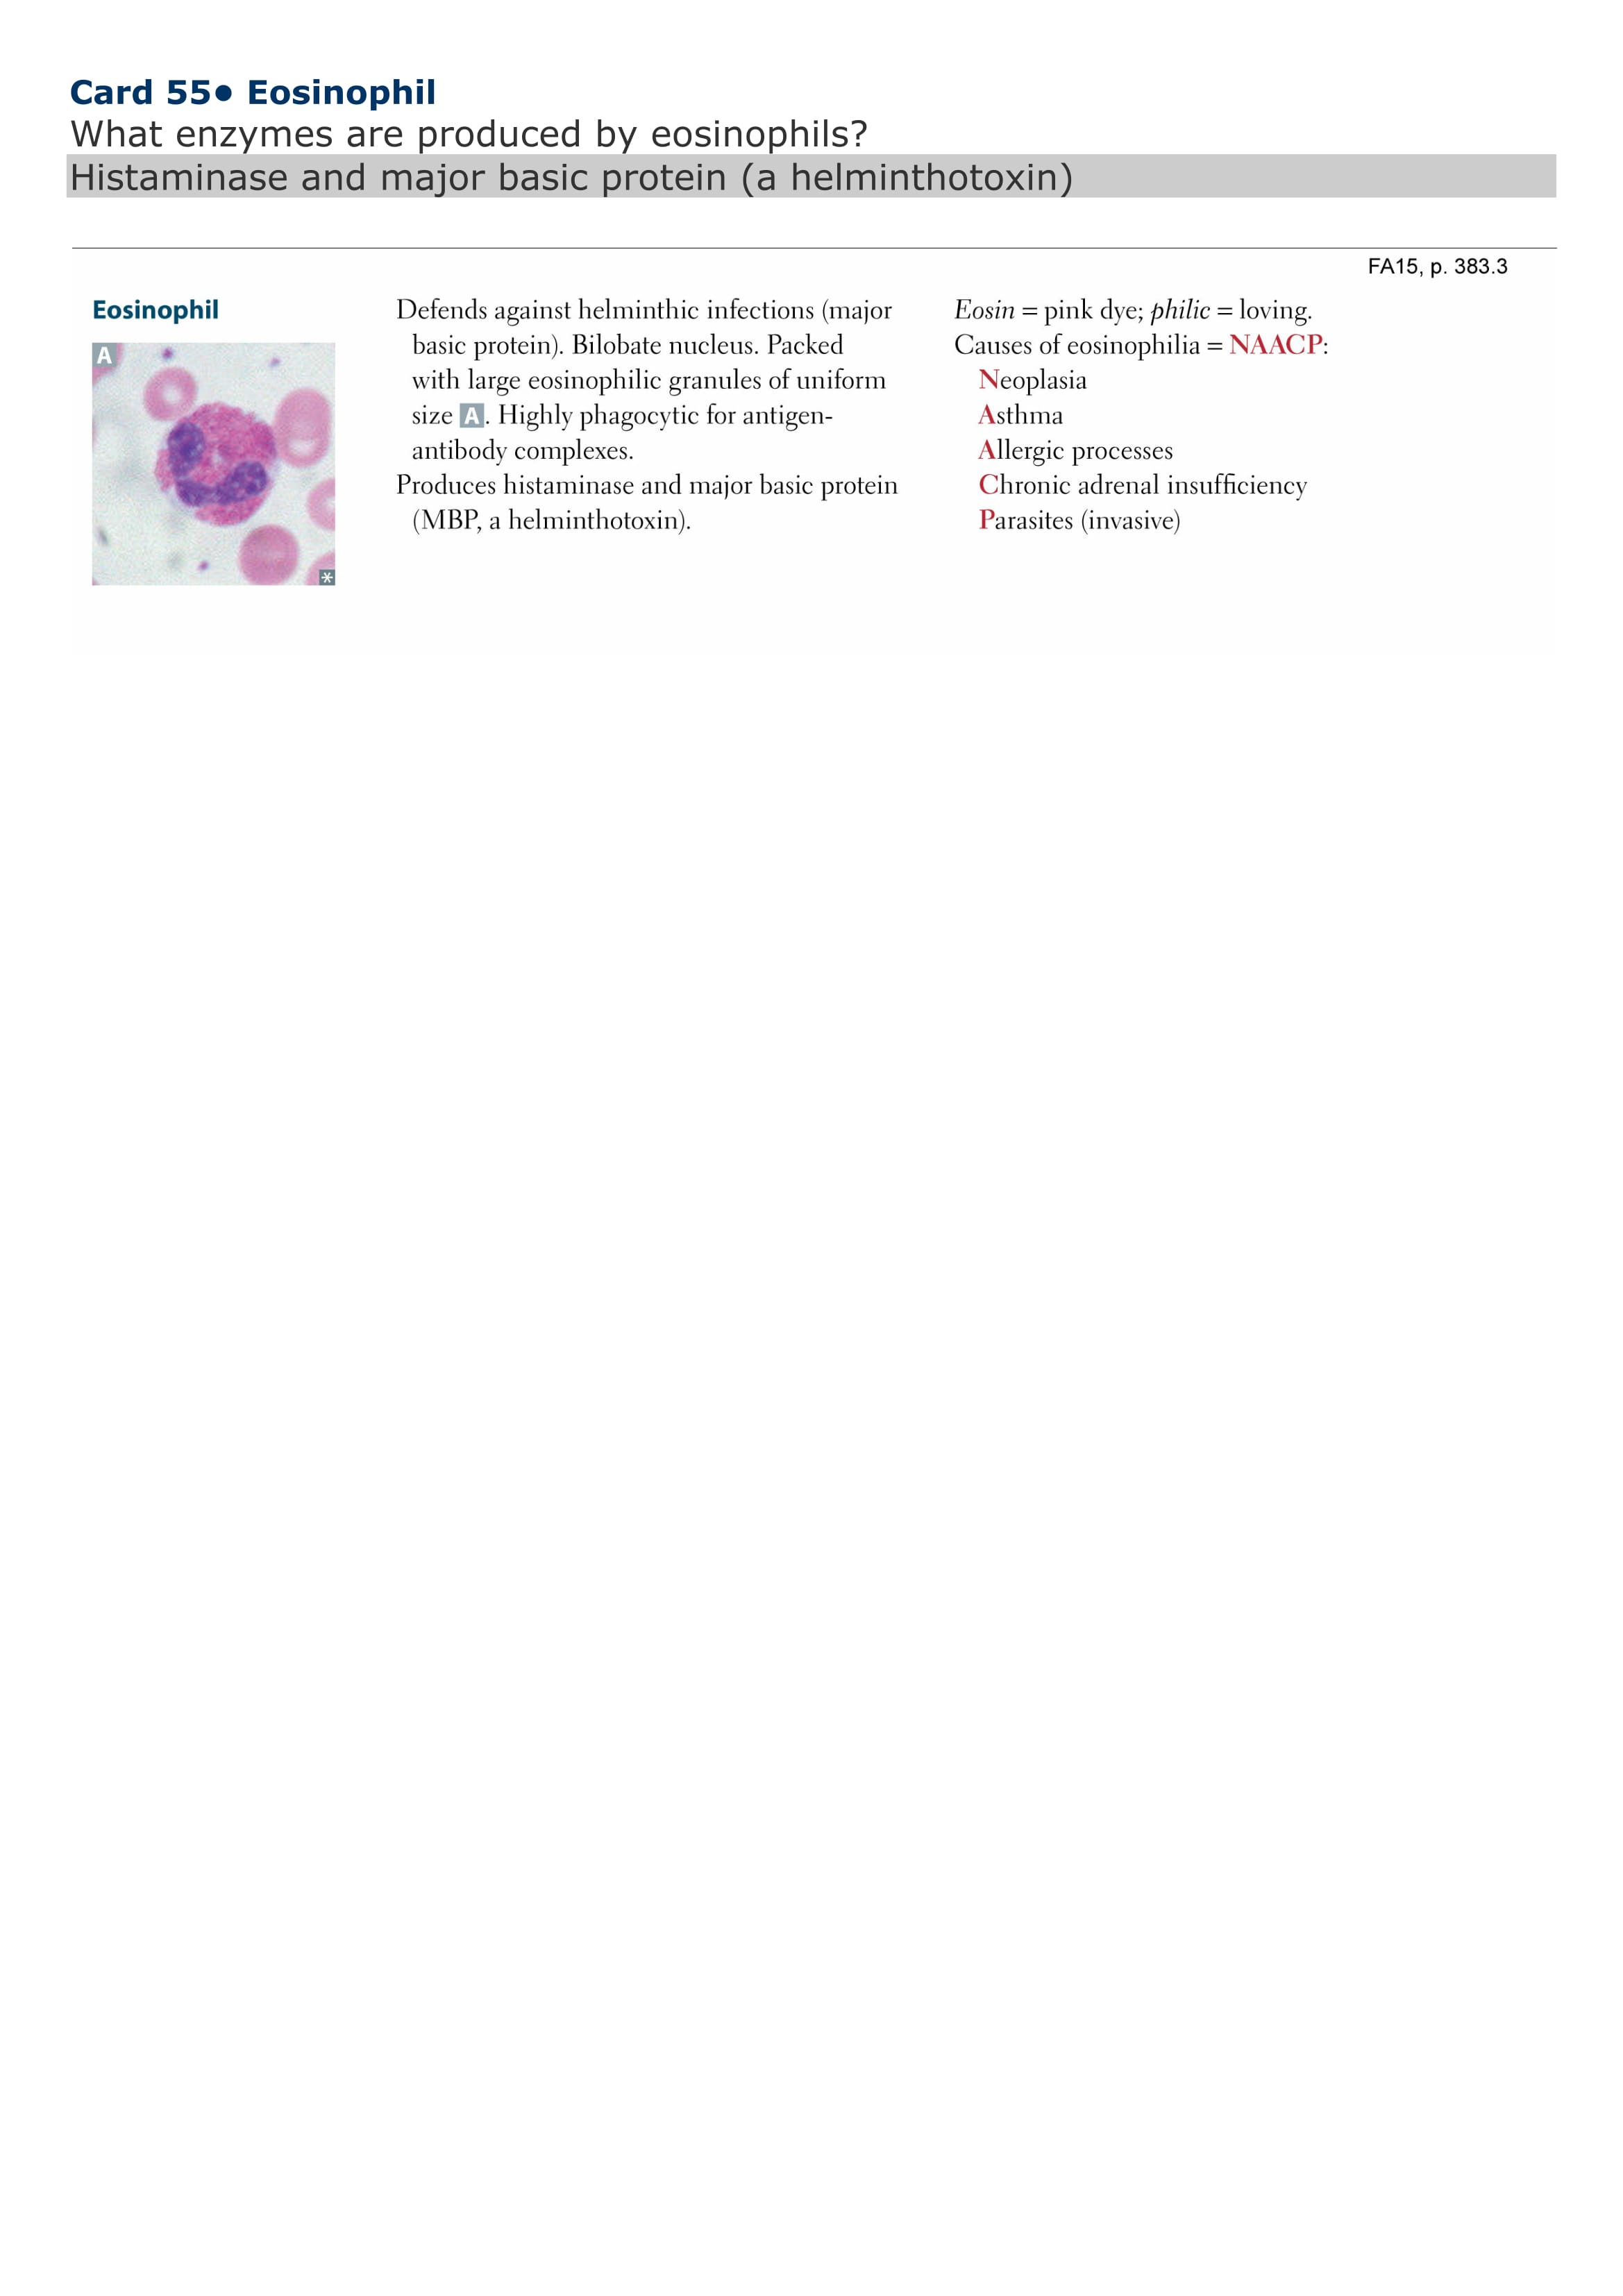 Card 55● Eosinophil
What enzymes are produced by eosinophils?
Histaminase and major basic protein (a helminthotoxin)
FA15, p. 383.3
Eosinophil
A
*
Defends against helminthic infections (major
basic protein). Bilobate nucleus. Packed
with large eosinophilic granules of uniform
size A. Highly phagocytic for antigen-
antibody complexes.
Produces histaminase and major basic protein
(MBP, a helminthotoxin).
Eosin = pink dye; philic = loving.
Causes of eosinophilia = NAACP:
Neoplasia
Asthma
Allergic processes
Chronic adrenal insufficiency
Parasites (invasive)